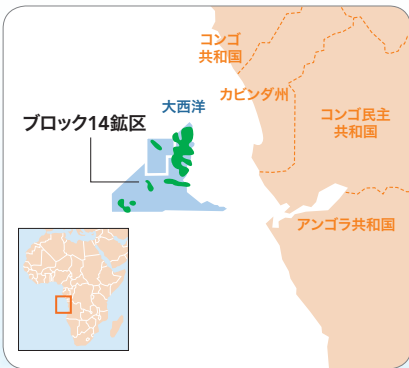 コンゴ
共和国
カビンダ州
大西洋
ブロック14鉱区
コンゴ民主
共和国
アンゴラ共和国